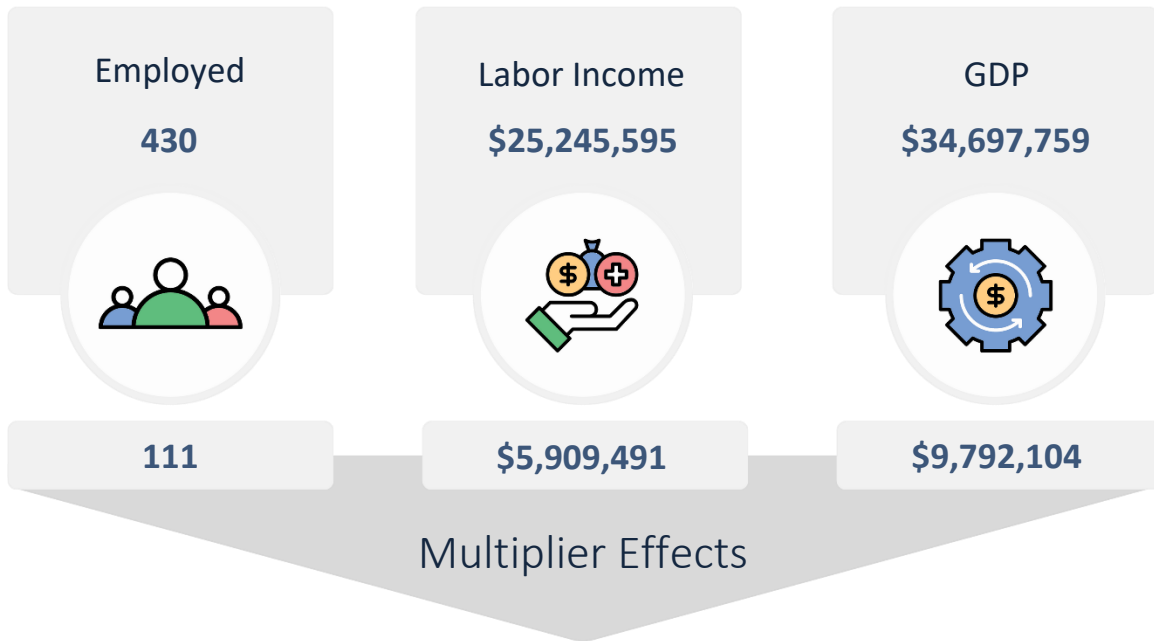 Employed
430
Labor Income
$25,245,595
GDP
$34,697,759
$
$
111
$5,909,491
$9,792,104
Multiplier Effects